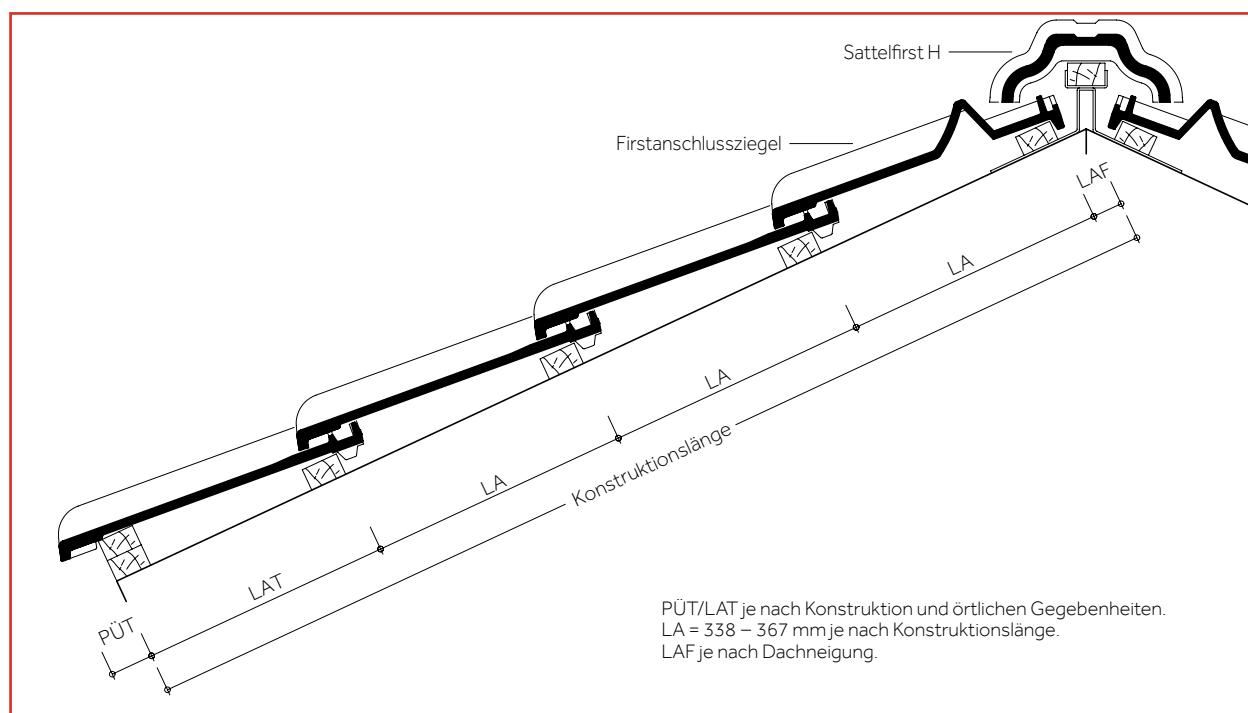 Sattelfirst H
Firstanschlussziegel
LAF
LA
LA
LA
Konstruktionslänge
LAT
PÜT
PÜT/LAT je nach Konstruktion und örtlichen Gegebenheiten.
LA = 338 – 367 mm je nach Konstruktionslänge.
LAF je nach Dachneigung.